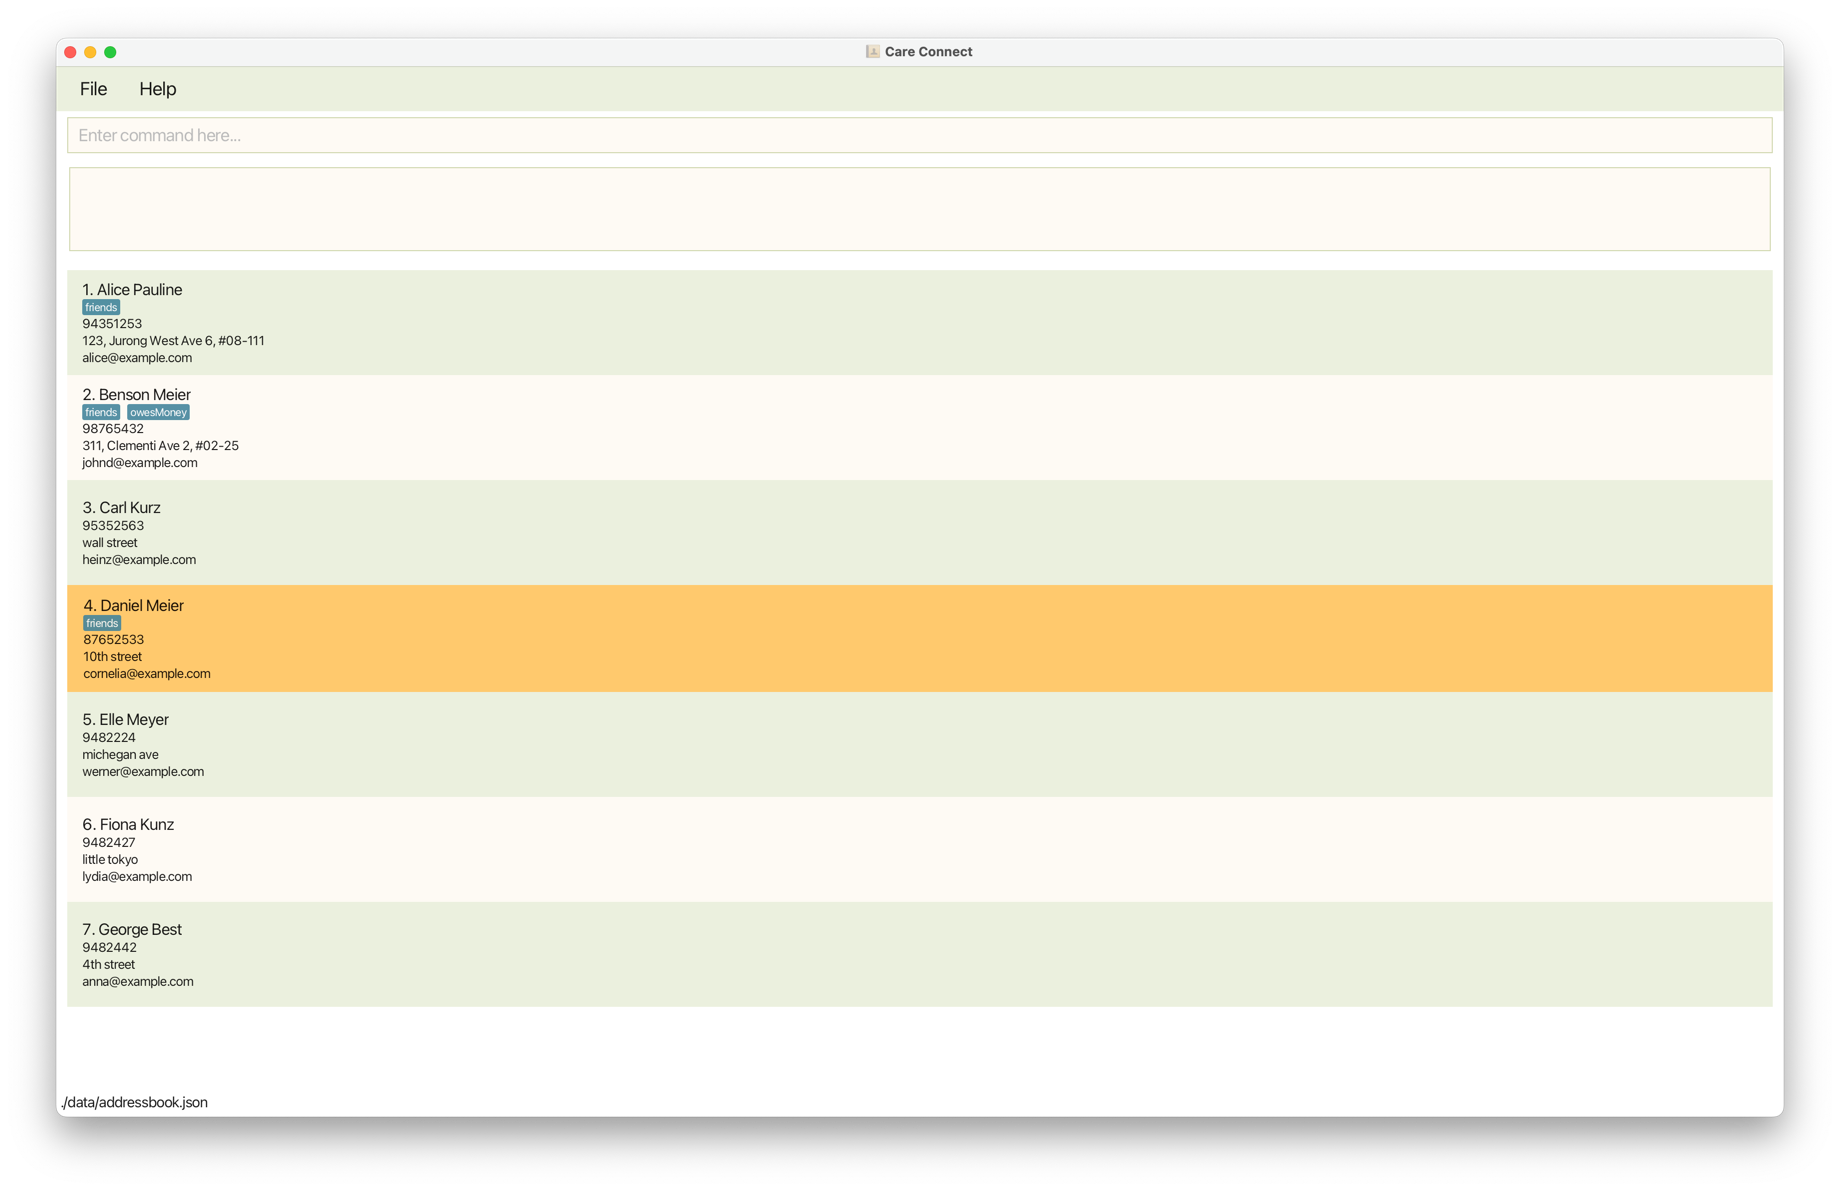 Care Connect
File Help
Enter command here...
1. Alice Pauline
friends
94351253
123, Jurong West Ave 6, #08-111
alice@example.com
2. Benson Meier
friends owesMoney
98765432
311, Clementi Ave 2, #02-25
johnd@example.com
3. Carl Kurz
95352563
wall street
heinz@example.com
4. Daniel Meier
friends
87652533
10th street
cornelia@example.com
5. Elle Meyer
9482224
michegan ave
werner@example.com
6. Fiona Kunz
9482427
little tokyo
lydia@example.com
7. George Best
9482442
4th street
anna@example.com
./data/addressbook.json